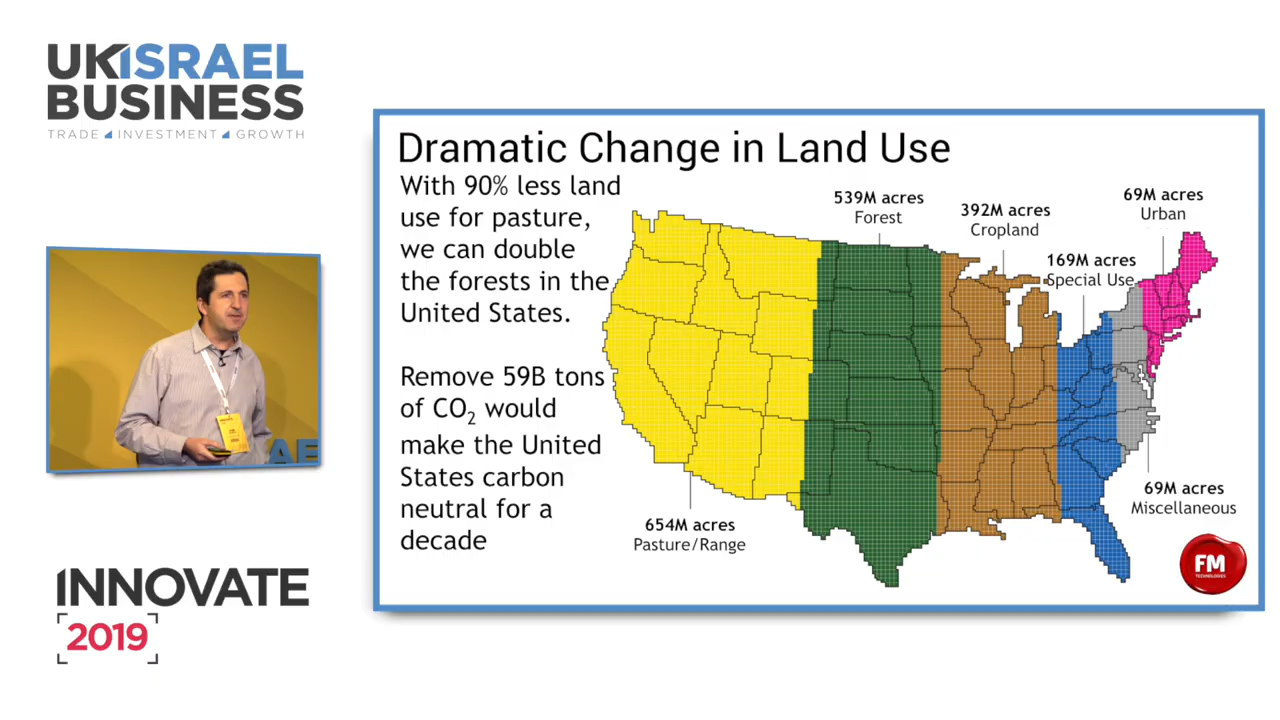 UKISRAEL
BUSINESS
TRADE INVESTMENT GROWTH
Dramatic Change in Land Use
With 90% less land
use for pasture,
we can double
the forests in the
United States.
Remove 59B tons
of CO₂ would
make the United
States carbon
neutral for a
decade
539M acres
Forest
392M acres
Cropland
69M acres
Urban
169M acres
Special Use
654M acres
Pasture/Range
69M acres
Miscellaneous
FM
TECHNOLOGIES
AE
INNOVATE
2019